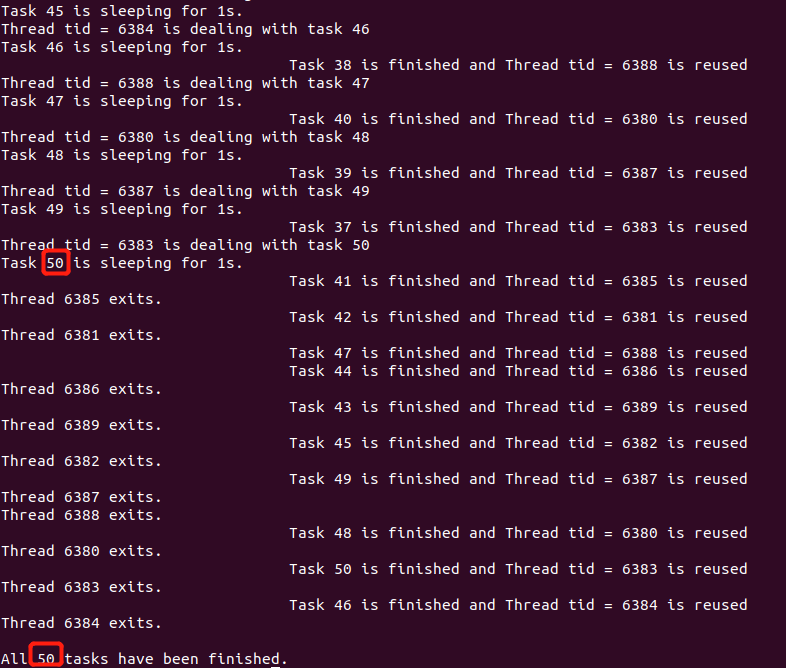 Task 45 is sleeping for 1s.
Thread tid = 6384 is dealing with task 46
Task 46 is sleeping for 1s.
Task 38 is finished and Thread tid = 6388 is reused
Thread tid = 6388 is dealing with task 47
Task 47 is sleeping for 1s.
Task 40 is finished and Thread tid = 6380 is reused
Thread tid = 6380 is dealing with task 48
Task 48 is sleeping for 1s.
Task 39 is finished and Thread tid = 6387 is reused
Thread tid = 6387 is dealing with task 49
Task 49 is sleeping for 1s.
Task 37 is finished and Thread tid = 6383 is reused
Thread tid = 6383 is dealing with task 50
Task 50 is sleeping for 1s.
Task 41 is finished and Thread tid = 6385 is reused
Thread 6385 exits.
Task 42 is finished and Thread tid = 6381 is reused
Thread 6381 exits.
Task 47 is finished and Thread tid = 6388 is reused
Task 44 is finished and Thread tid = 6386 is reused
Thread 6386 exits.
Task 43 is finished and Thread tid = 6389 is reused
Thread 6389 exits.
Task 45 is finished and Thread tid = 6382 is reused
Thread 6382 exits.
Task 49 is finished and Thread tid = 6387 is reused
Thread 6387 exits.
Thread 6388 exits.
Task 48 is finished and Thread tid = 6380 is reused
Thread 6380 exits.
Task 50 is finished and Thread tid = 6383 is reused
Thread 6383 exits.
Task 46 is finished and Thread tid = 6384 is reused
Thread 6384 exits.
All 50 tasks have been finished.